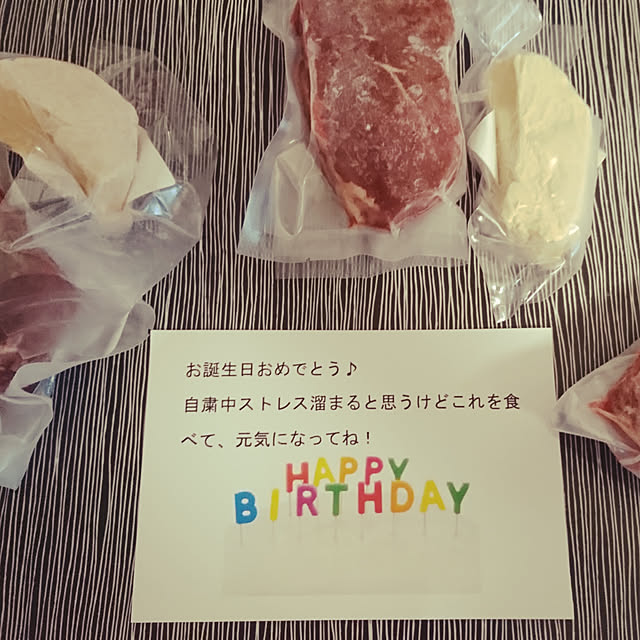 お誕生日おめでとう♪
自粛中ストレス溜まると思うけどこれを食
べて、元気になってね！
HAPPY
BIRTHDAY